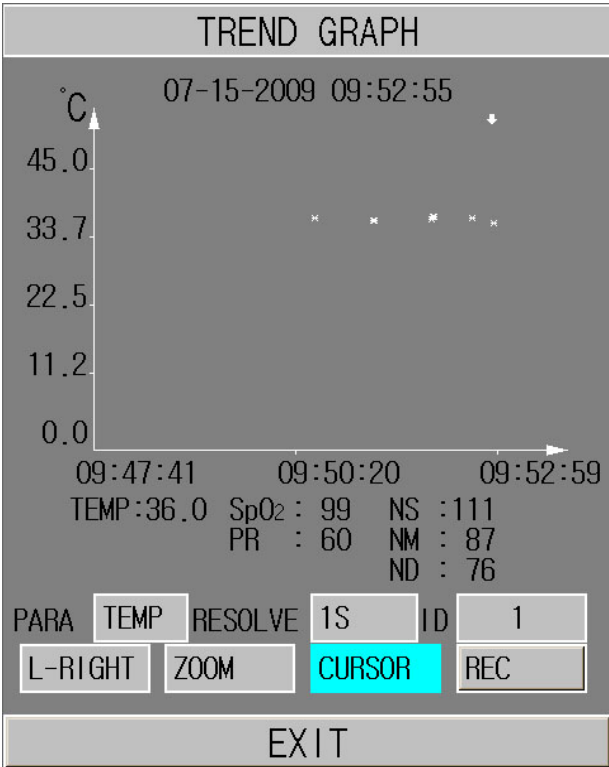 TREND GRAPH
07-15-2009 09:52:55
°C
45.0
33.7
22.5
11.2
0.0
09:47:41 09:50:20 09:52:59
TEMP:36.0 SpO2: 99 NS :111
PR : 60 NM : 87
ND : 76
PARA TEMP RESOLVE 1S ID 1
L-RIGHT ZOOM CURSOR REC
EXIT